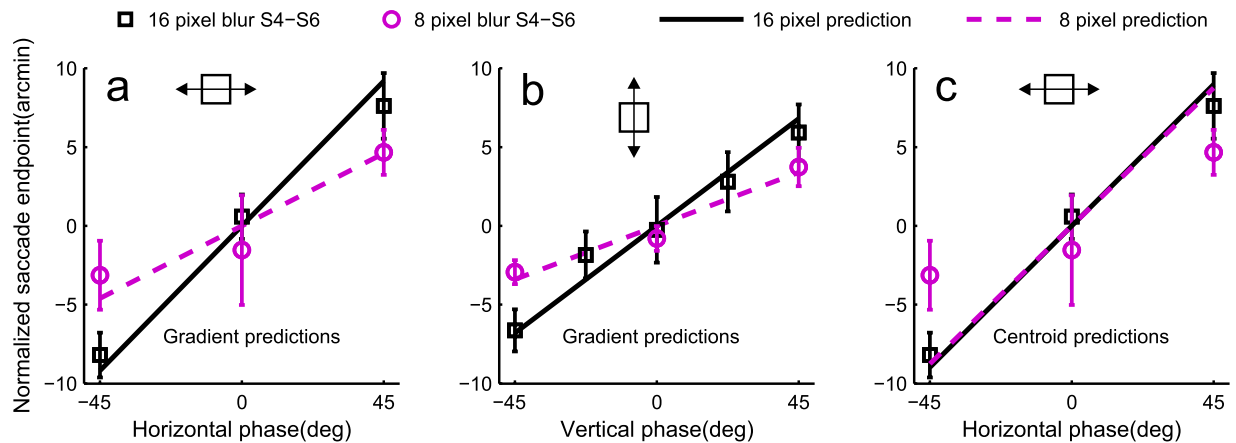 16 pixel blur S4−S6 8 pixel blur S4−S6 16 pixel prediction 8 pixel prediction
Normalized saccade endpoint(arcmin)
a
10
5
0
−5
−10
Gradient predictions
−45 0 45
Horizontal phase(deg)
b
10
5
0
−5
−10
Gradient predictions
−45 0 45
Vertical phase(deg)
c
10
5
0
−5
−10
Centroid predictions
−45 0 45
Horizontal phase(deg)